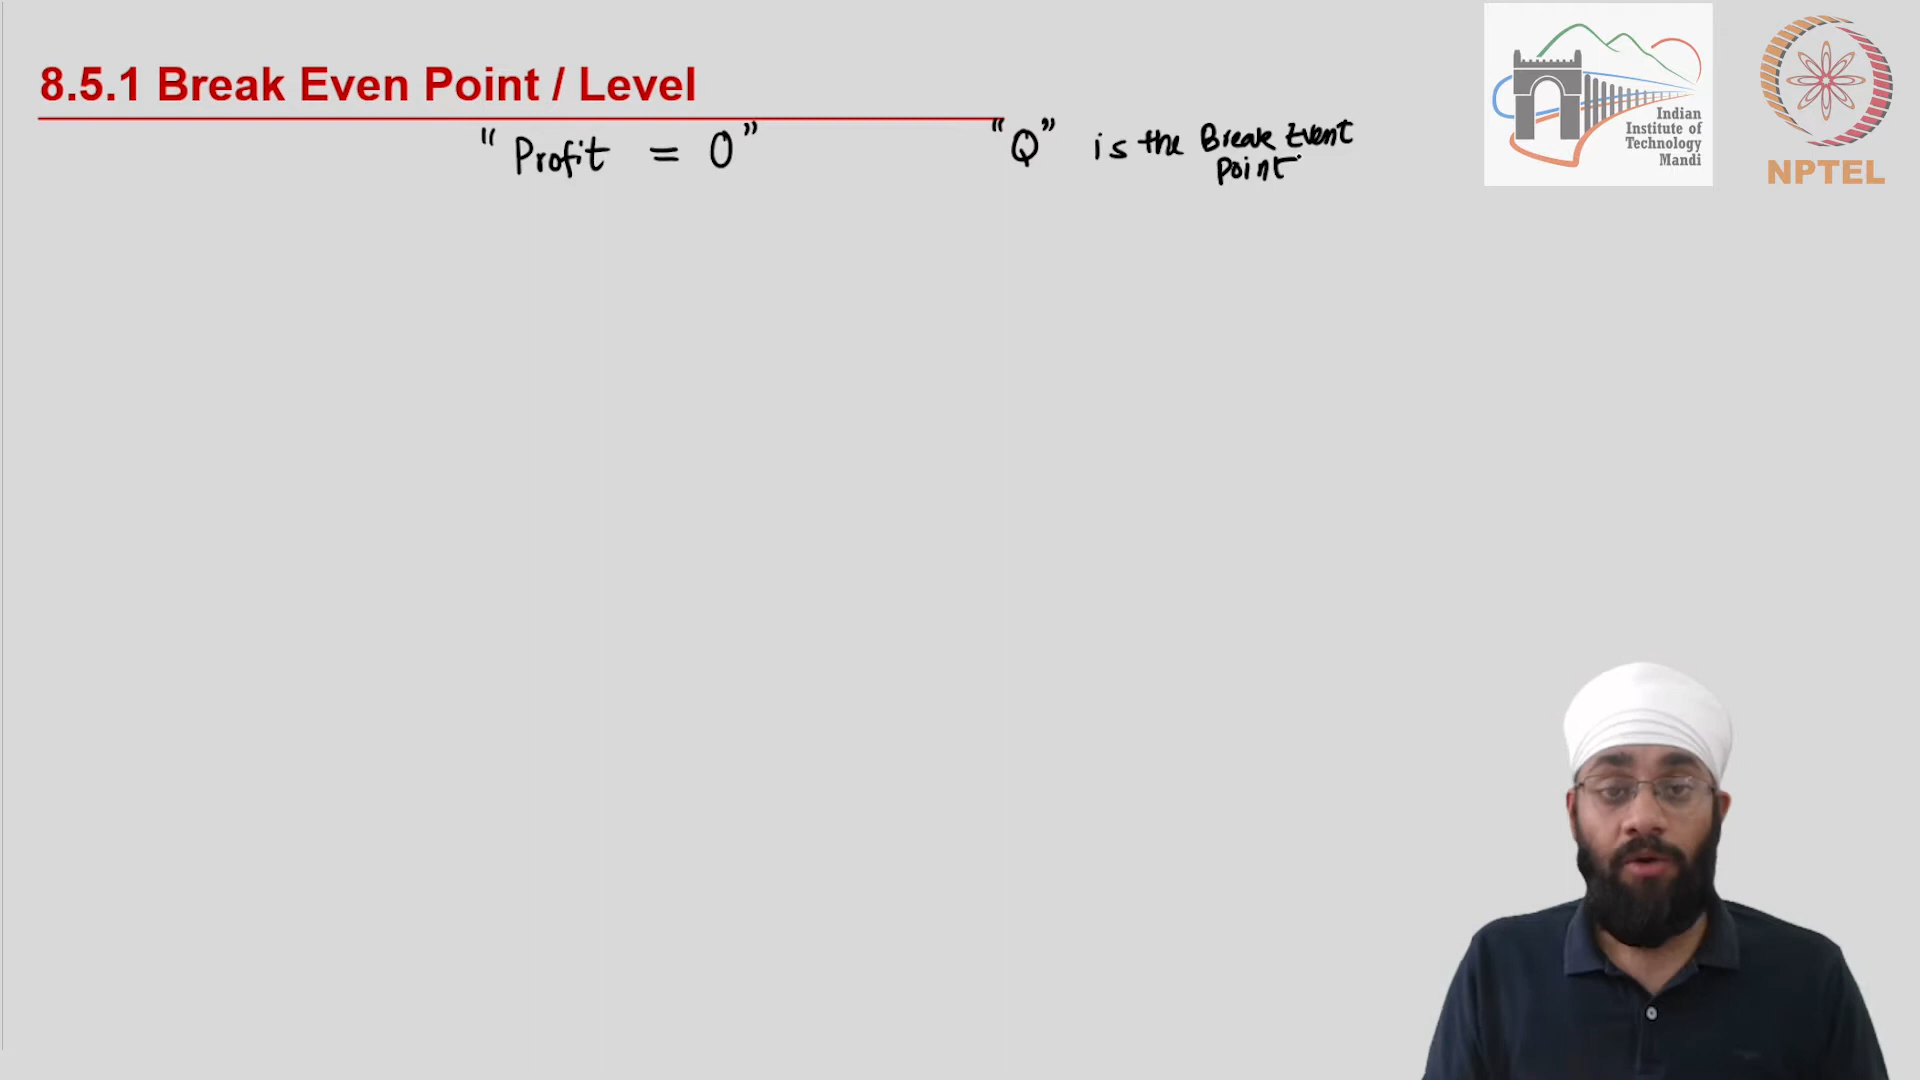 8.5.1 Break Even Point / Level
"Profit = 0"
"Q" is the Break Event
Point
Indian
Institute of
Technology
Mandi
NPTEL